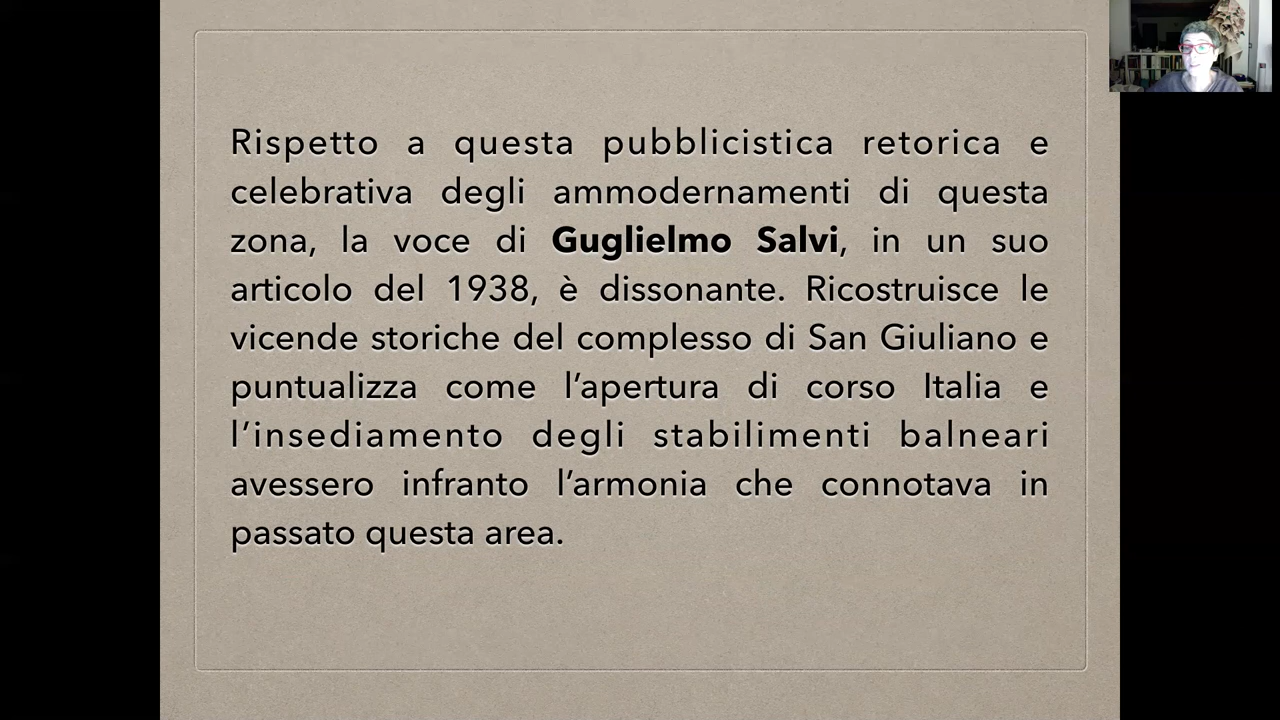 Rispetto a questa pubblicistica retorica e
celebrativa degli ammodernamenti di questa
zona, la voce di Guglielmo Salvi, in un suo
articolo del 1938, è dissonante. Ricostruisce le
vicende storiche del complesso di San Giuliano e
puntualizza come l’apertura di corso Italia e
l’insediamento degli stabilimenti balneari
avessero infranto l’armonia che connotava in
passato questa area.